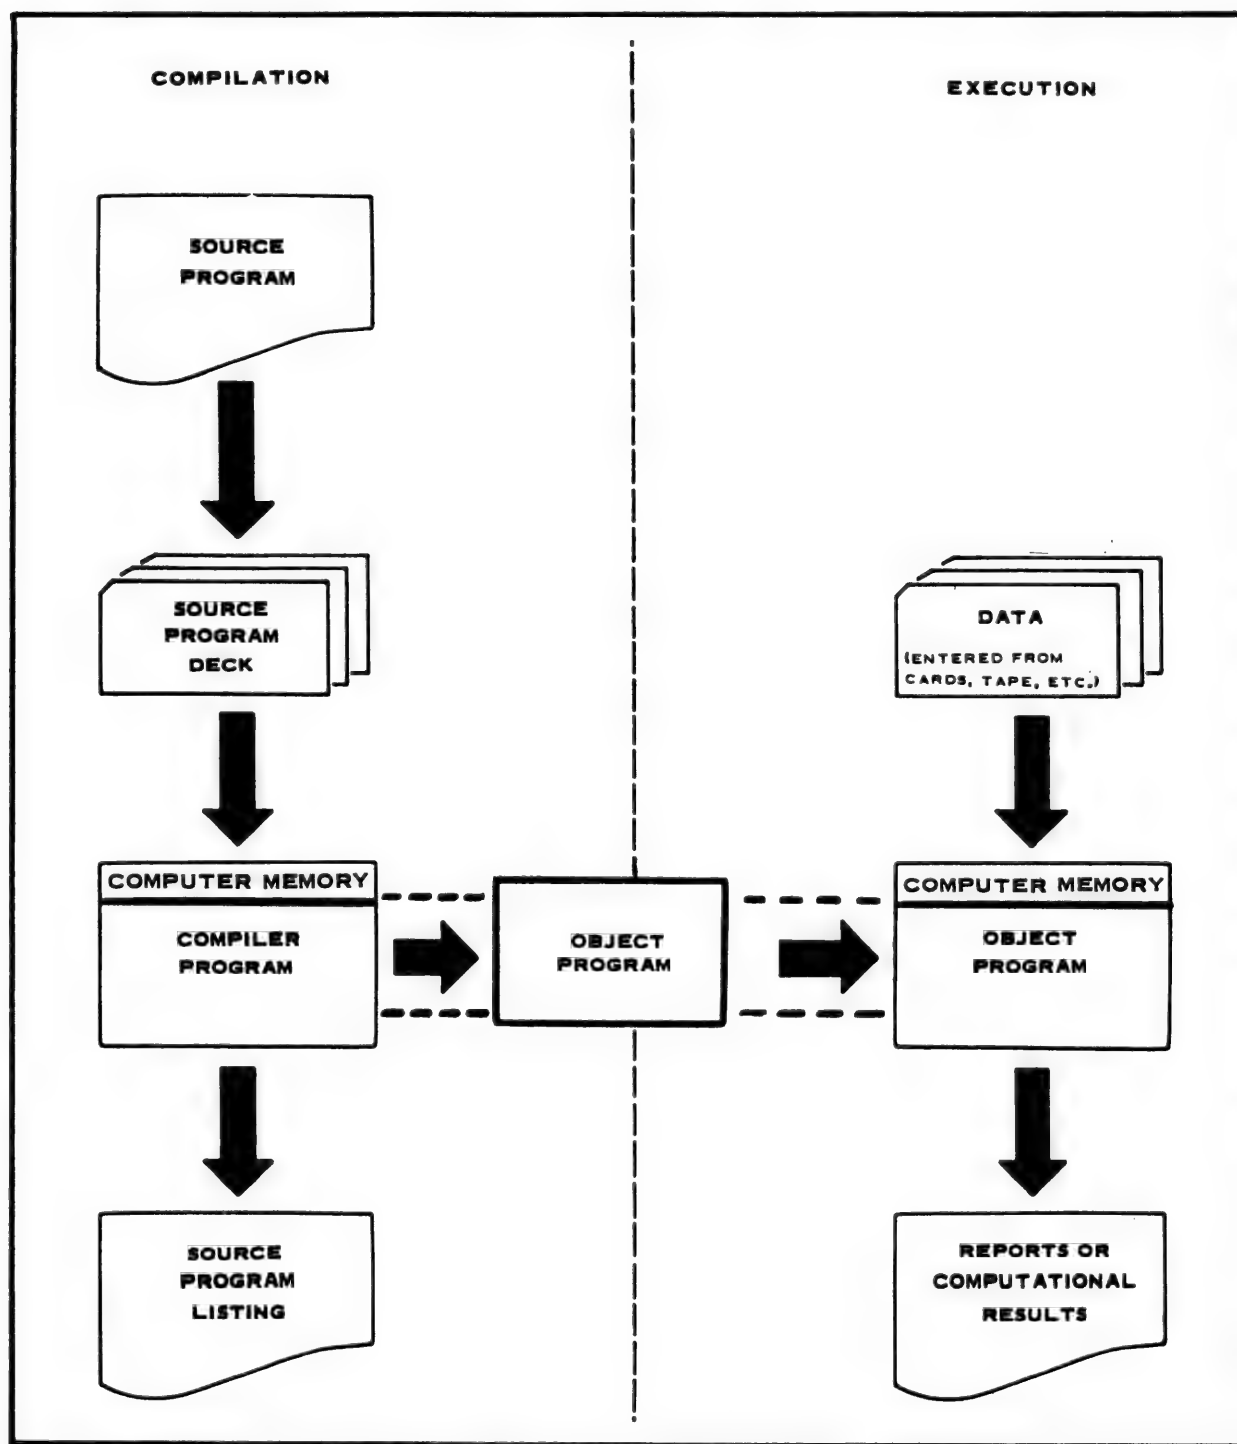 COMPILATION
EXECUTION
SOURCE
PROGRAM
SOURCE
PROGRAM
DECK
DATA
(ENTERED FROM
CARDS, TAPE, ETC.)
COMPUTER MEMORY
COMPILER
PROGRAM
OBJECT
PROGRAM
COMPUTER MEMORY
OBJECT
PROGRAM
SOURCE
PROGRAM
LISTING
REPORTS OR
COMPUTATIONAL
RESULTS